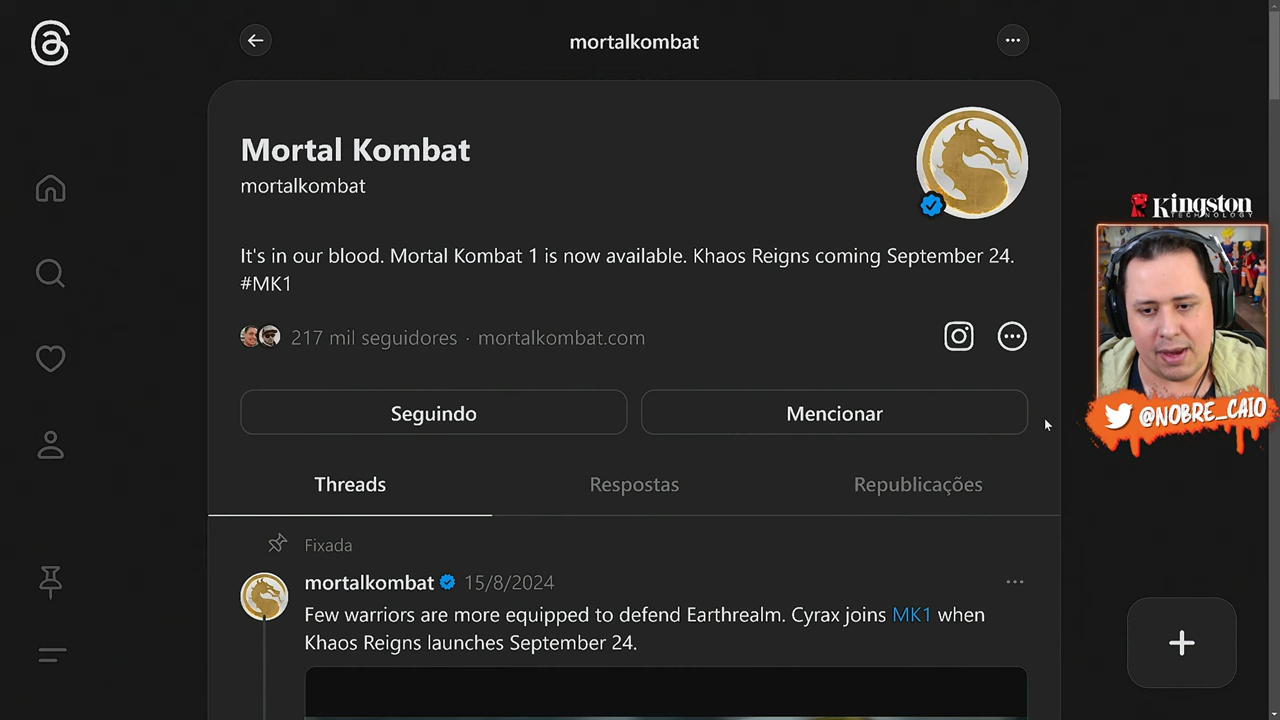 mortalkombat
Mortal Kombat
mortalkombat
It's in our blood. Mortal Kombat 1 is now available. Khaos Reigns coming September 24.
#MK1
217 mil seguidores · mortalkombat.com
Seguindo
Mencionar
Threads
Respostas
Republicações
Fixada
mortalkombat 15/8/2024
Few warriors are more equipped to defend Earthrealm. Cyrax joins MK1 when
Khaos Reigns launches September 24.
Kingston
TECHNOLOGY
@NOBRE_CAIO